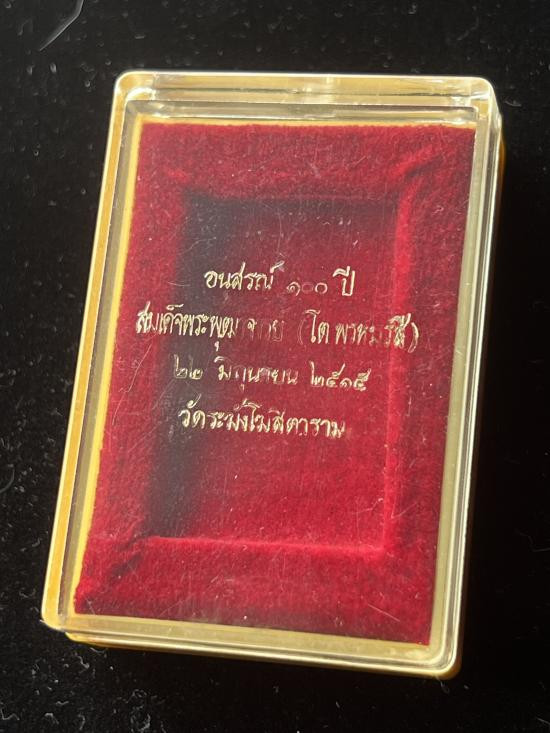 อนุสรณ์ ๑๐๐ ปี
สมเด็จพระพุฒาจารย์ (โต พรหมรังสี)
๒๒ มิถุนายน ๒๕๑๕
วัดระฆังโฆสิตาราม